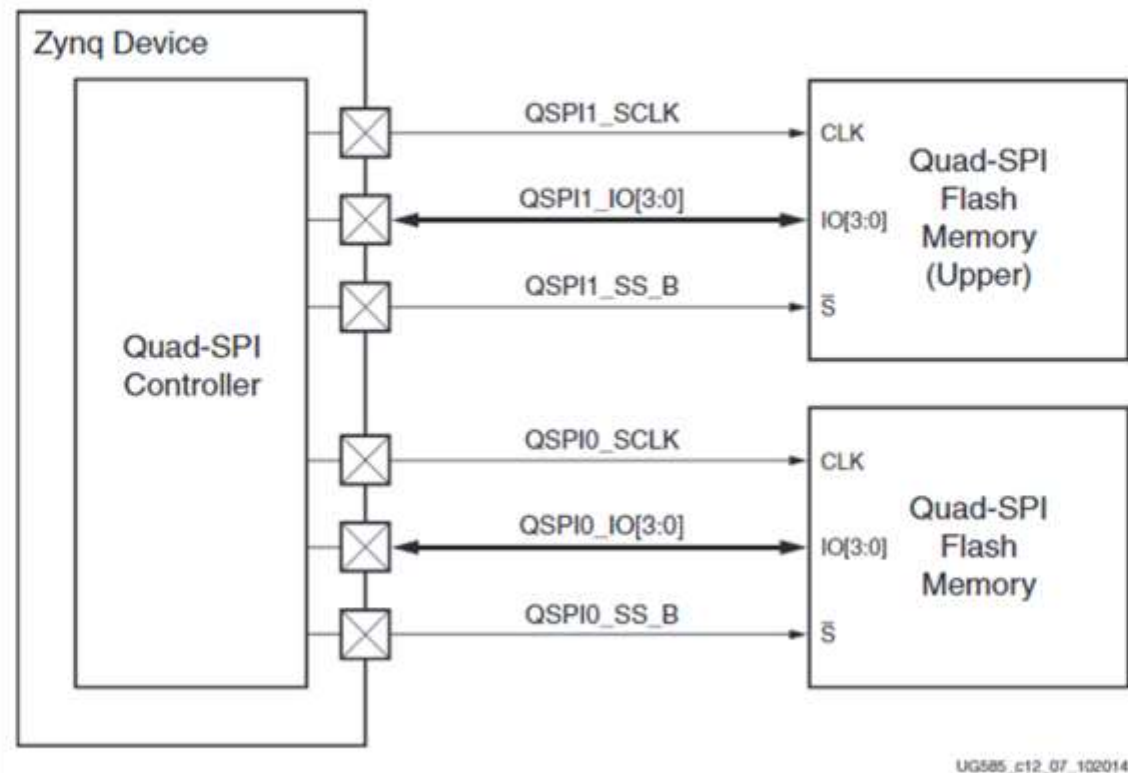 Zynq Device
Quad-SPI
Controller
QSPI1_SCLK
QSPI1_IO[3:0]
QSPI1_SS_B
CLK
IO[3:0]
S̅
Quad-SPI
Flash
Memory
(Upper)
QSPI0_SCLK
QSPI0_IO[3:0]
QSPI0_SS_B
CLK
IO[3:0]
S̅
Quad-SPI
Flash
Memory
UG585_c12_07_102014